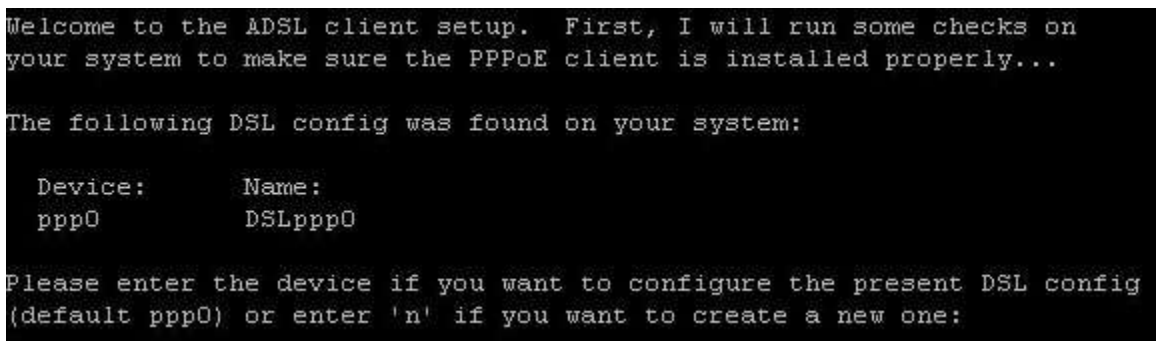 Welcome to the ADSL client setup.  First, I will run some checks on
your system to make sure the PPPoE client is installed properly...
The following DSL config was found on your system:
Device:      Name:
ppp0         DSLppp0
Please enter the device if you want to configure the present DSL config
(default ppp0) or enter 'n' if you want to create a new one: